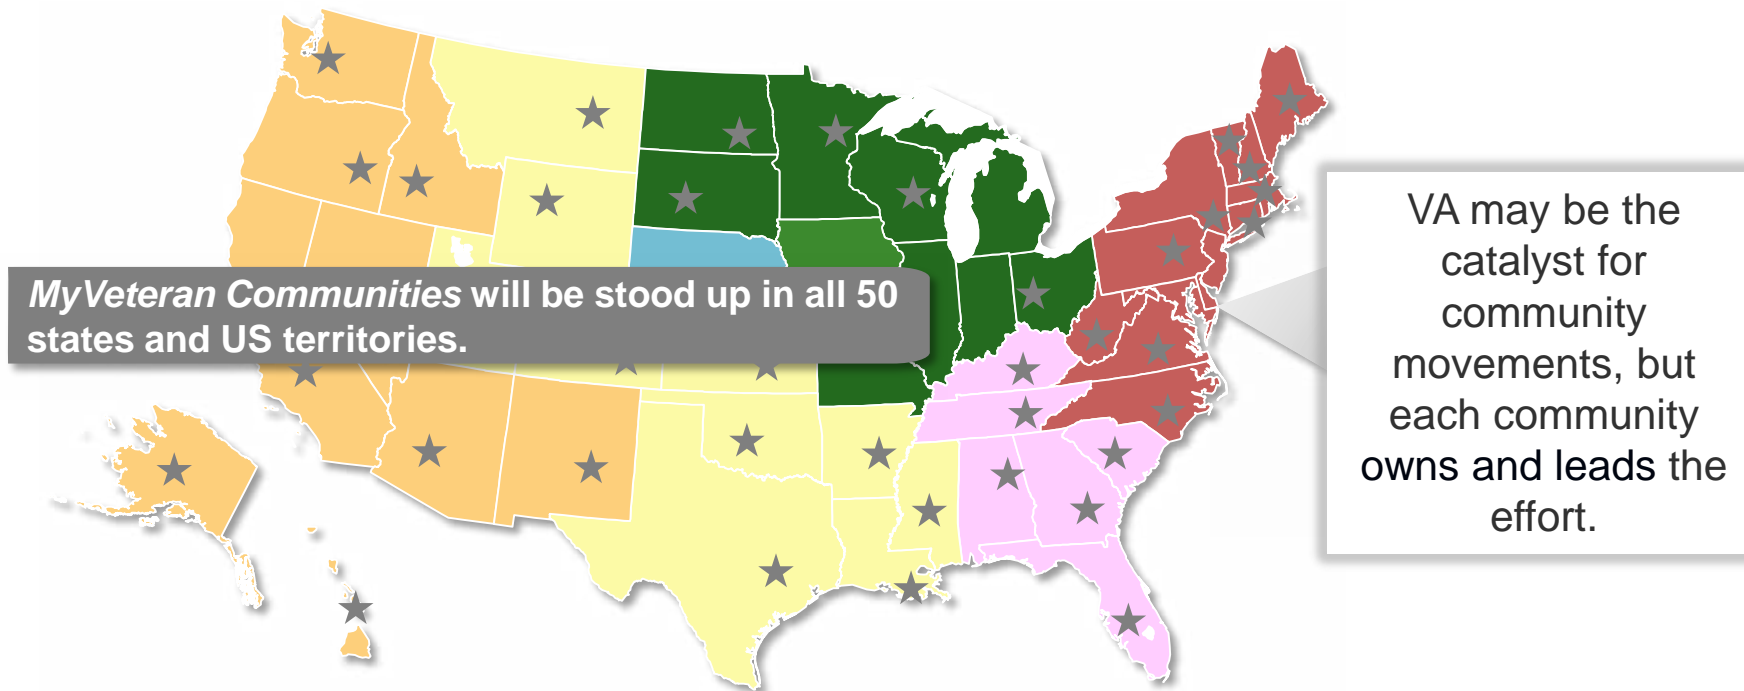 MyVeteran Communities will be stood up in all 50
states and US territories.
VA may be the
catalyst for
community
movements, but
each community
owns and leads the
effort.